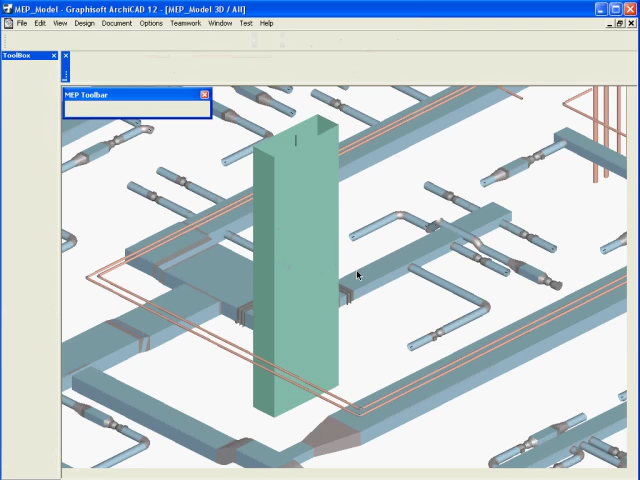 MEP_Model - Graphisoft ArchiCAD 12 - [MEP_Model 3D / All]
File Edit View Design Document Options Teamwork Window Test Help
ToolBox
MEP Toolbar